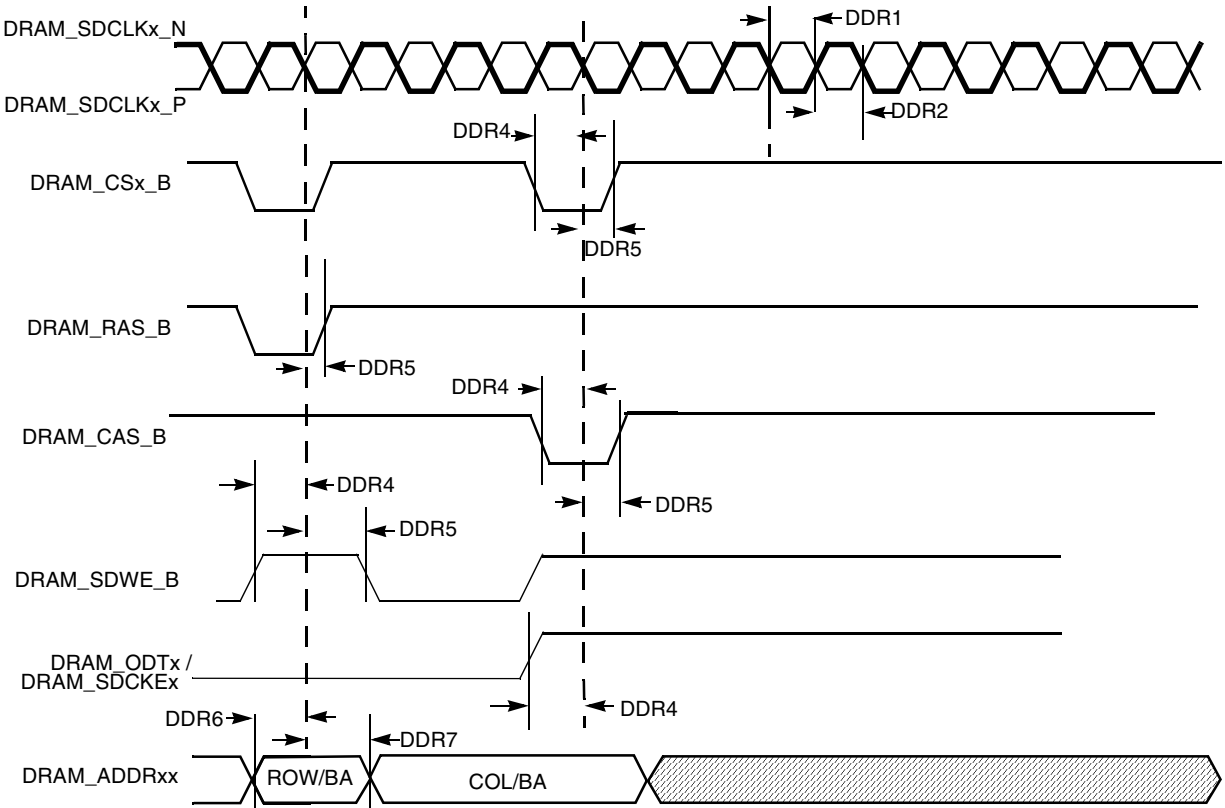 DRAM_SDCLKx_N
DDR1
DRAM_SDCLKx_P
DDR2
DDR4
DRAM_CSx_B
DDR5
DRAM_RAS_B
DDR5
DDR4
DRAM_CAS_B
DDR4
DDR5
DDR5
DRAM_SDWE_B
DRAM_ODTx /
DRAM_SDCKEx
DDR4
DDR6
DDR7
DRAM_ADDRxx
ROW/BA
COL/BA